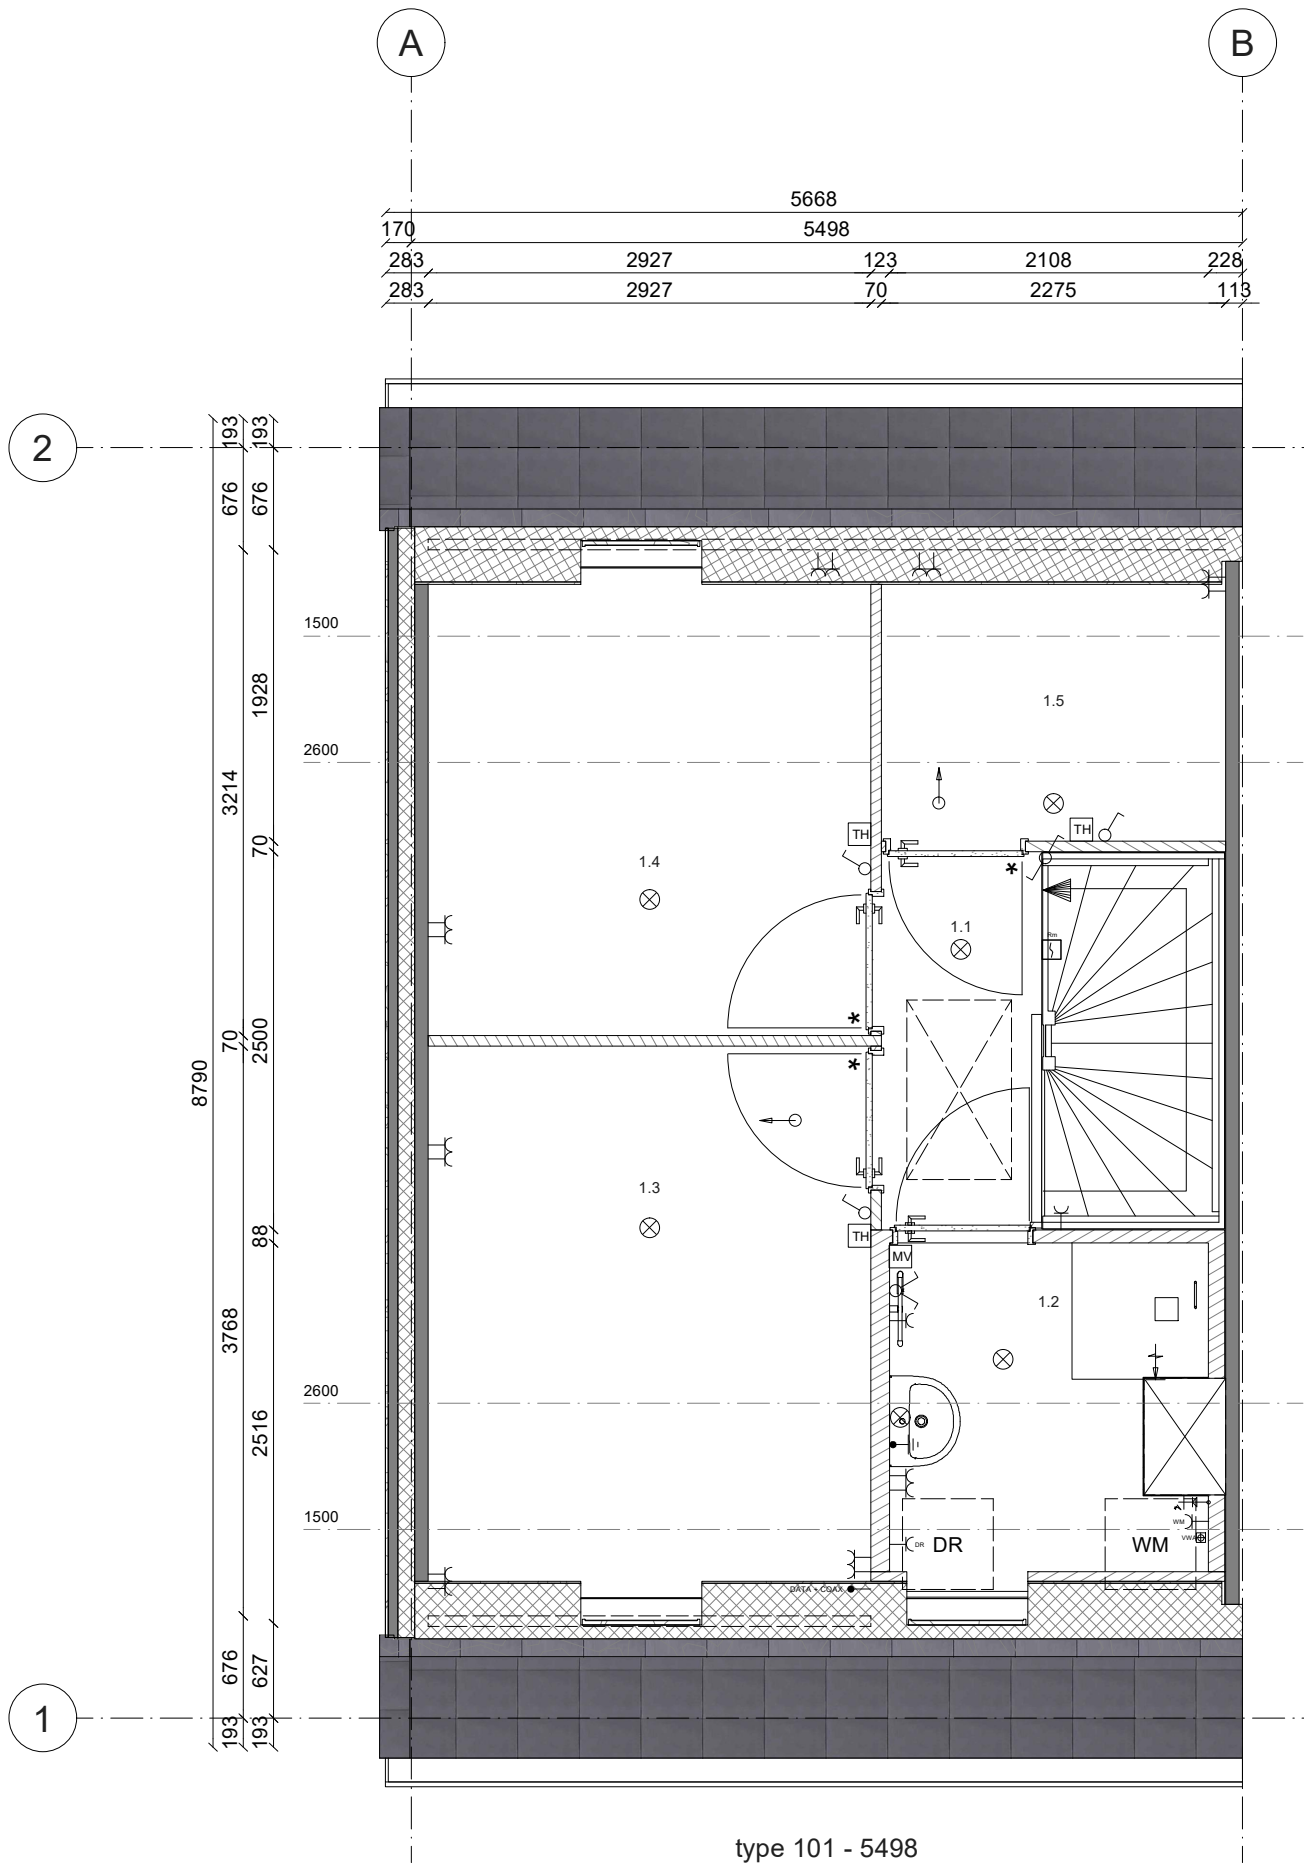 A B
5668
170 5498
283 2927 123 2108 228
283 2927 70 2275 113
2
193 193
676 676
1500
1928
1.5
2600
3214
TH
TH
70
1.4
1.1
Rm
70 2500
8790
1.3
88
TH
MV
1.2
3768
2600
2516
1500
WM
DR DR WM
VWA
DATA + COAX
676 627
1
193 193
type 101 - 5498